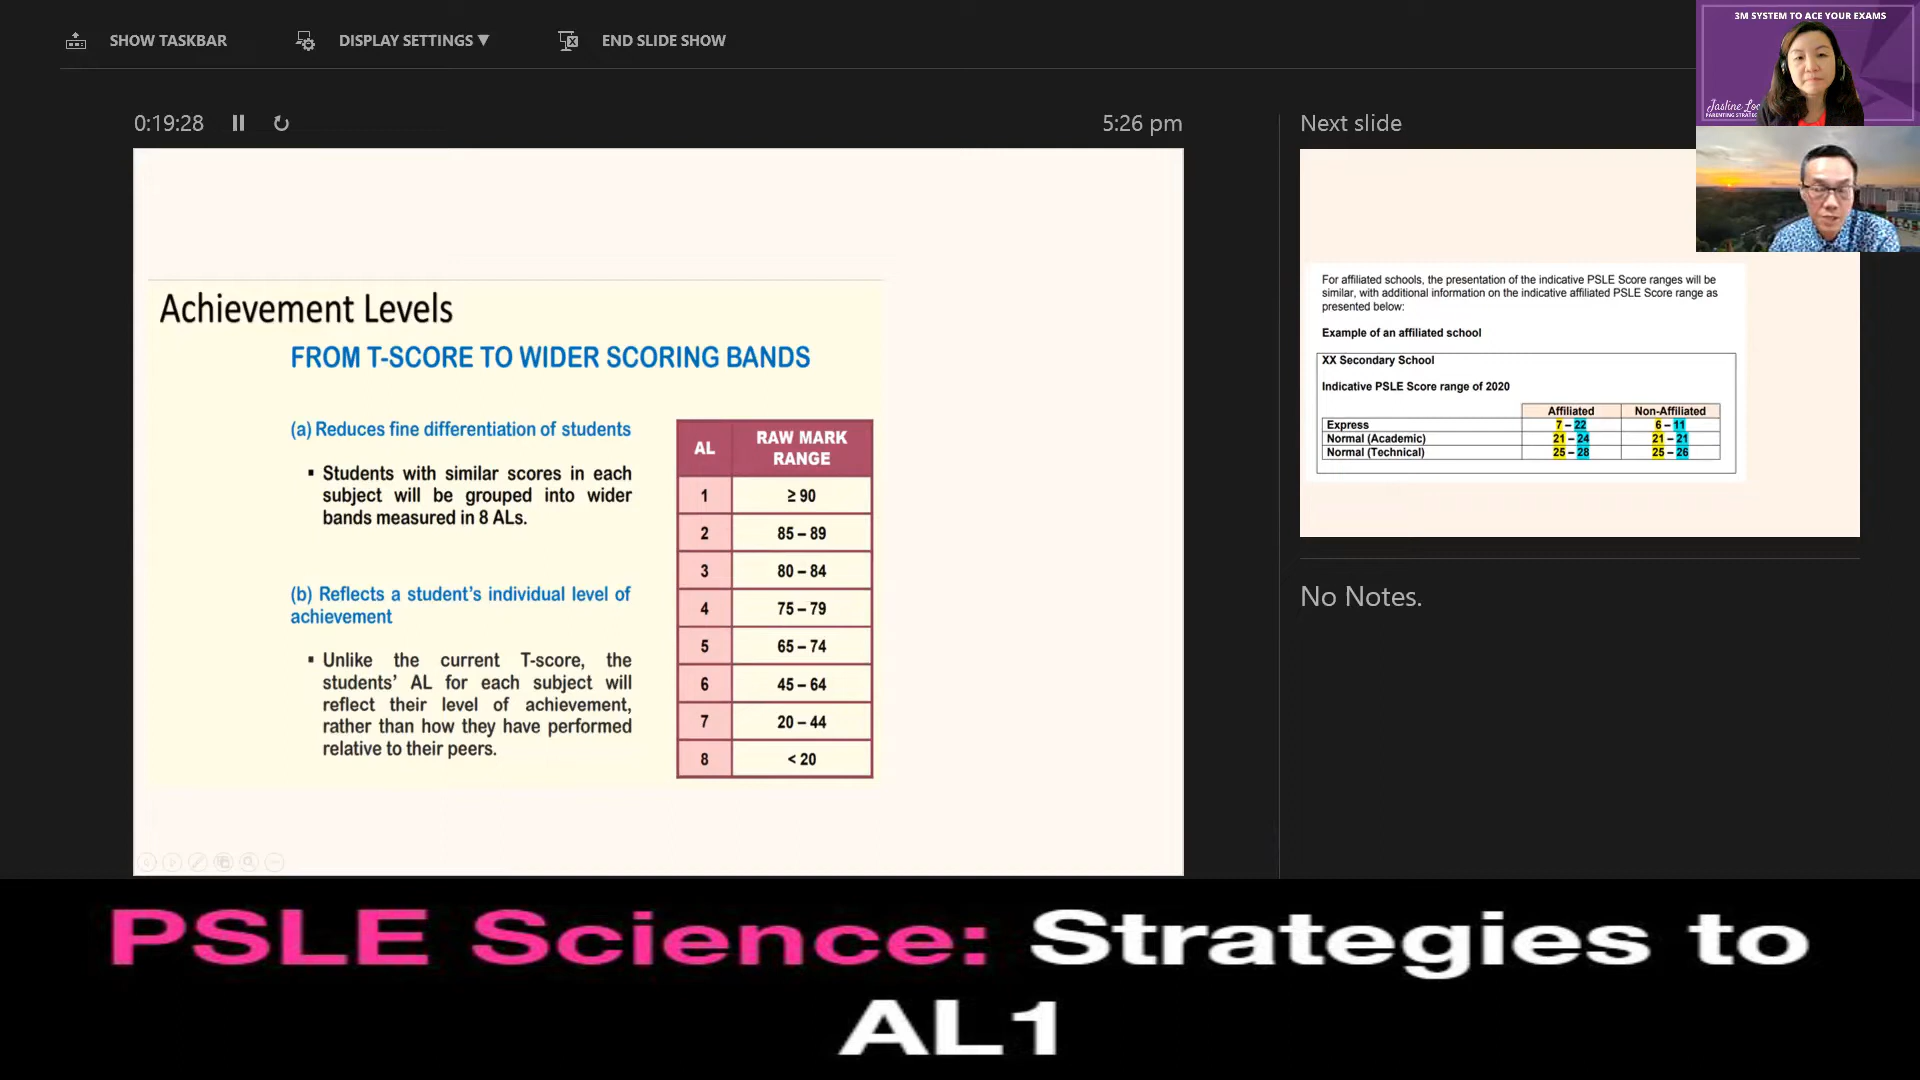 SHOW TASKBAR
DISPLAY SETTINGS ▼
END SLIDE SHOW
3M SYSTEM TO ACE YOUR EXAMS
Jasline
0:19:28
5:26 pm
Next slide
Achievement Levels
FROM T-SCORE TO WIDER SCORING BANDS
(a) Reduces fine differentiation of students
▪ Students with similar scores in each
subject will be grouped into wider
bands measured in 8 ALs.
(b) Reflects a student's individual level of
achievement
▪ Unlike the current T-score, the
students' AL for each subject will
reflect their level of achievement,
rather than how they have performed
relative to their peers.
AL RAW MARK RANGE
1 ≥ 90
2 85 – 89
3 80 – 84
4 75 – 79
5 65 – 74
6 45 – 64
7 20 – 44
8 < 20
For affiliated schools, the presentation of the indicative PSLE Score ranges will be
similar, with additional information on the indicative affiliated PSLE Score range as
presented below:
Example of an affiliated school
XX Secondary School
Indicative PSLE Score range of 2020
Affiliated Non-Affiliated
Express 7 – 22 6 – 11
Normal (Academic) 21 – 24 21 – 21
Normal (Technical) 25 – 28 25 – 26
No Notes.
PSLE Science: Strategies to
AL1